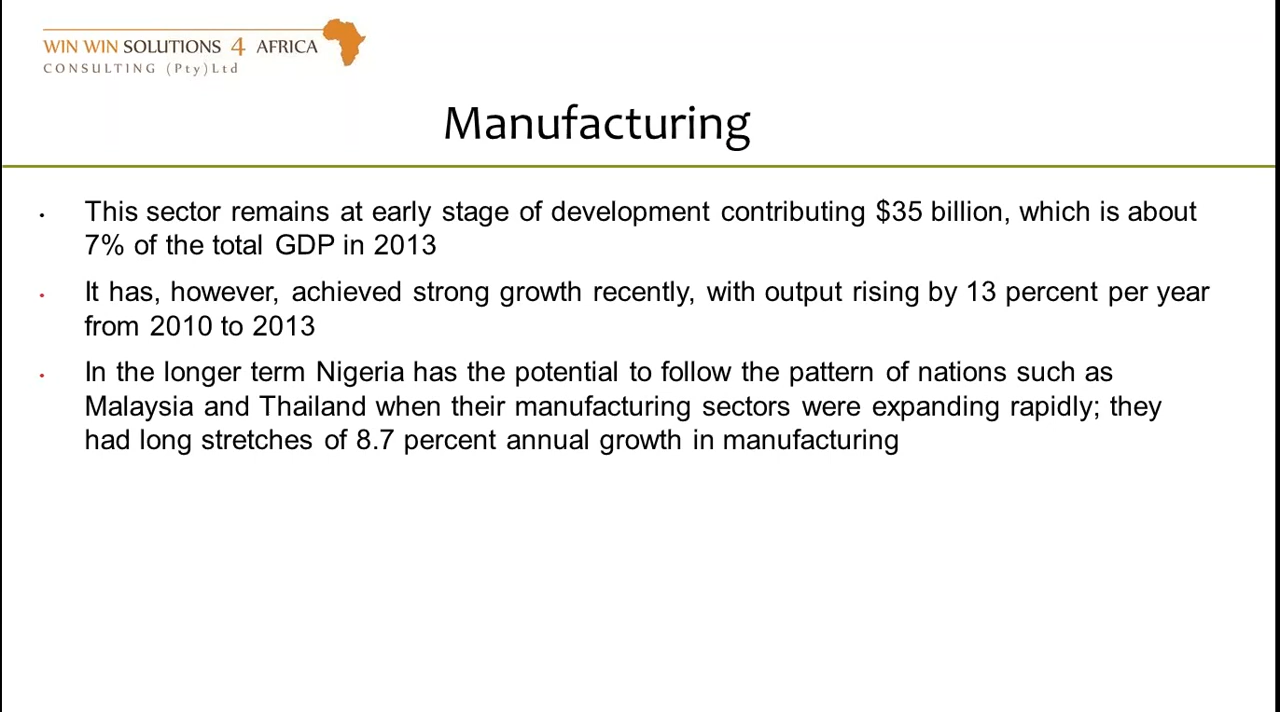 WIN WIN SOLUTIONS 4 AFRICA
CONSULTING (Pty)Ltd
Manufacturing
• This sector remains at early stage of development contributing $35 billion, which is about
7% of the total GDP in 2013
• It has, however, achieved strong growth recently, with output rising by 13 percent per year
from 2010 to 2013
• In the longer term Nigeria has the potential to follow the pattern of nations such as
Malaysia and Thailand when their manufacturing sectors were expanding rapidly; they
had long stretches of 8.7 percent annual growth in manufacturing